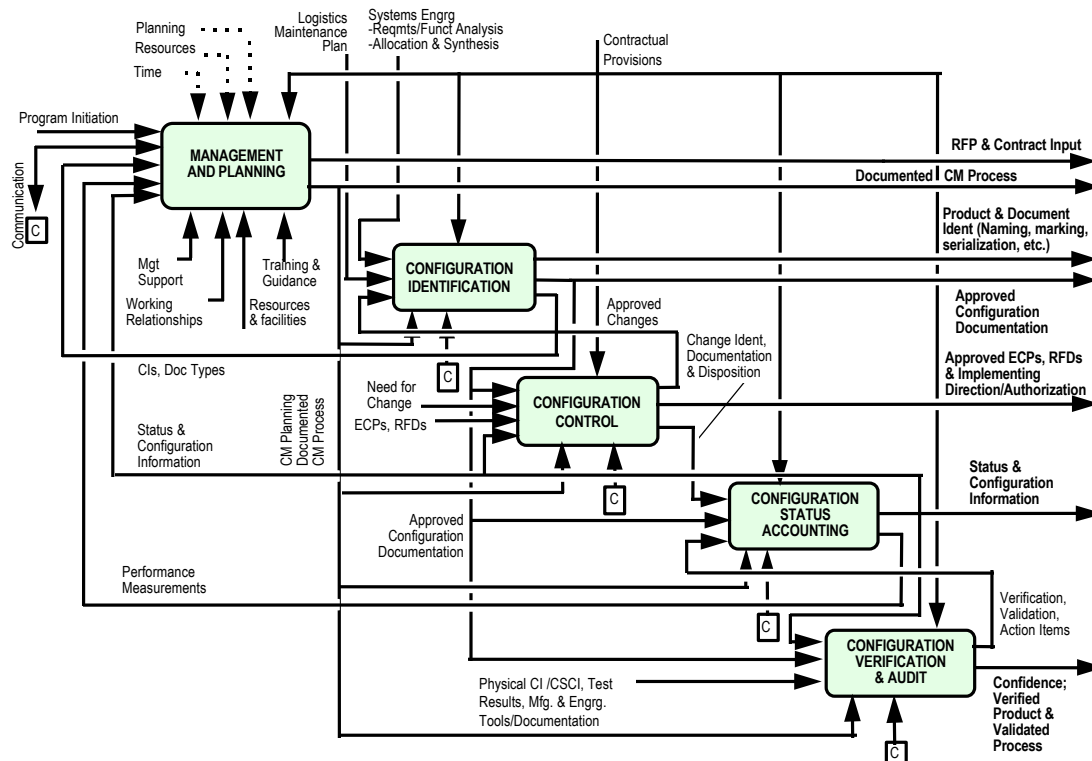 Planning
Resources
Time
Logistics
Maintenance
Plan
Systems Engrg
-Reqmts/Funct Analysis
-Allocation & Synthesis
Contractual
Provisions
Program Initiation
Communication
C
MANAGEMENT
AND PLANNING
RFP & Contract Input
Documented CM Process
Mgt
Support
Working
Relationships
Resources
& facilities
Training &
Guidance
CONFIGURATION
IDENTIFICATION
Product & Document
Ident (Naming, marking,
serialization, etc.)
Approved
Configuration
Documentation
Approved
Changes
CIs, Doc Types
C
Change Ident,
Documentation
& Disposition
Need for
Change
ECPs, RFDs
CONFIGURATION
CONTROL
Approved ECPs, RFDs
& Implementing
Direction/Authorization
Status &
Configuration
Information
CM Planning
Documented
CM Process
C
CONFIGURATION
STATUS
ACCOUNTING
Status &
Configuration
Information
Approved
Configuration
Documentation
Performance
Measurements
C
Verification,
Validation,
Action Items
CONFIGURATION
VERIFICATION
& AUDIT
Physical CI /CSCI, Test
Results, Mfg. & Engrg.
Tools/Documentation
Confidence;
Verified
Product &
Validated
Process
C